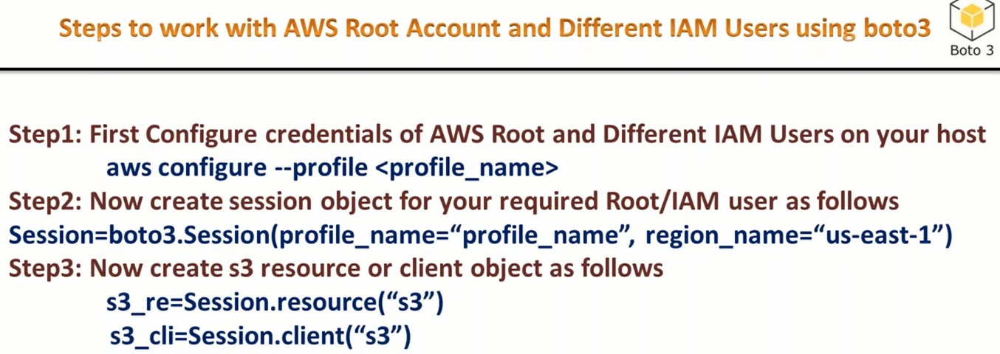 Steps to work with AWS Root Account and Different IAM Users using boto3
Boto 3
Step1: First Configure credentials of AWS Root and Different IAM Users on your host
aws configure --profile <profile_name>
Step2: Now create session object for your required Root/IAM user as follows
Session=boto3.Session(profile_name=“profile_name”, region_name=“us-east-1”)
Step3: Now create s3 resource or client object as follows
s3_re=Session.resource(“s3”)
s3_cli=Session.client(“s3”)